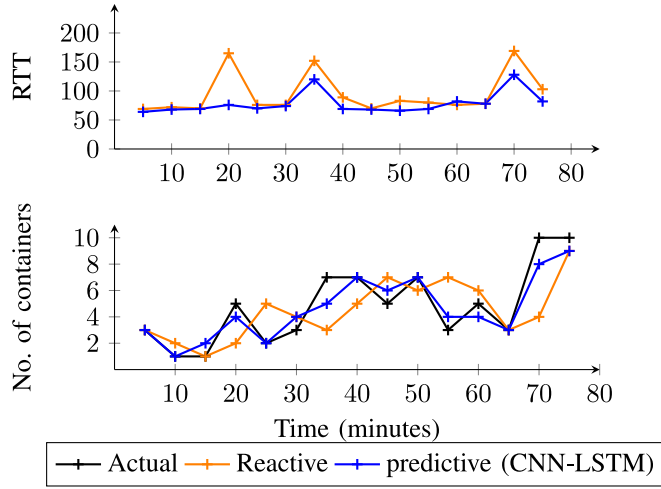 RTT
200
150
100
50
0
10 20 30 40 50 60 70 80
No. of containers
10
8
6
4
2
10 20 30 40 50 60 70 80
Time (minutes)
Actual Reactive predictive (CNN-LSTM)